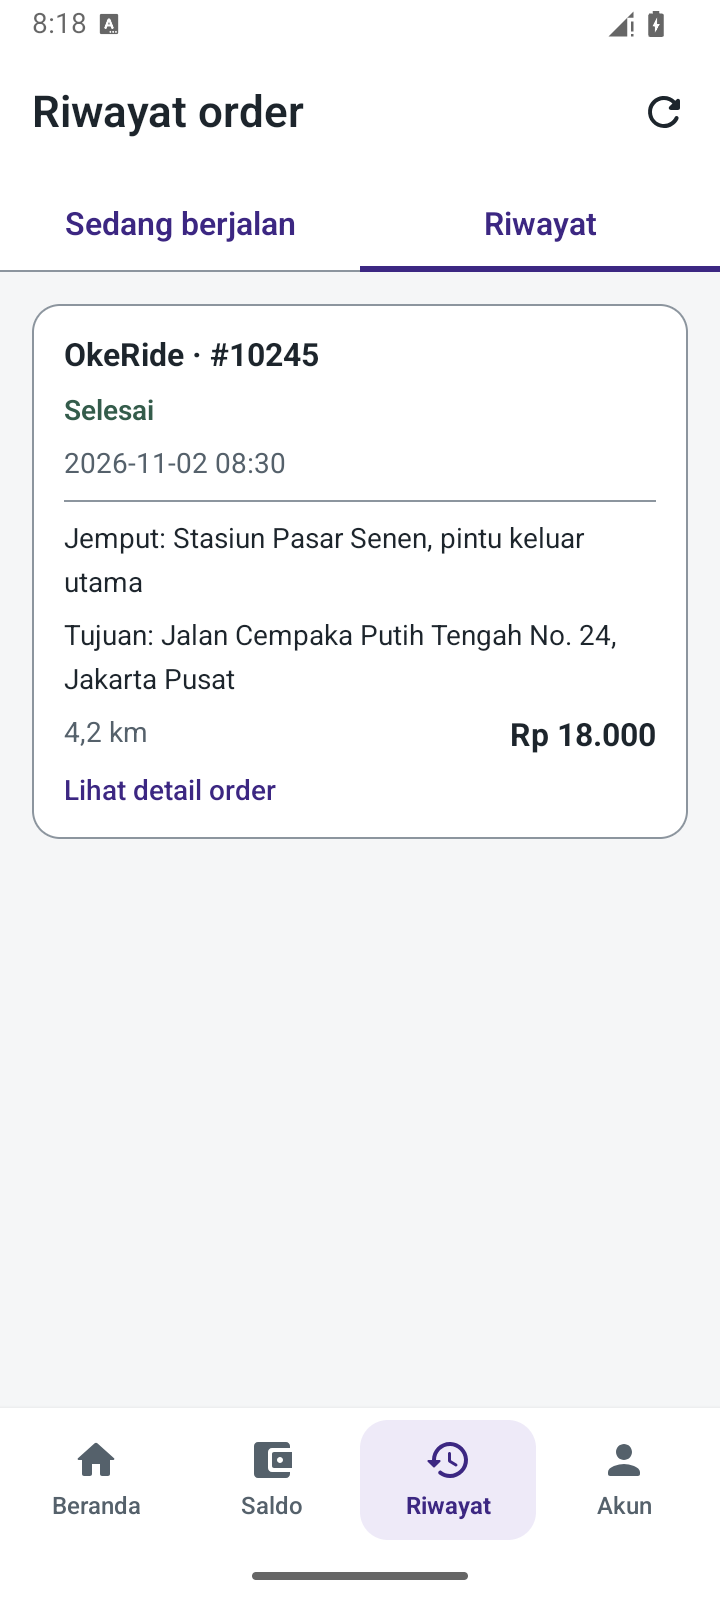 8:18
Riwayat order
Sedang berjalan
Riwayat
OkeRide · #10245
Selesai
2026-11-02 08:30
Jemput: Stasiun Pasar Senen, pintu keluar
utama
Tujuan: Jalan Cempaka Putih Tengah No. 24,
Jakarta Pusat
4,2 km
Rp 18.000
Lihat detail order
Beranda
Saldo
Riwayat
Akun